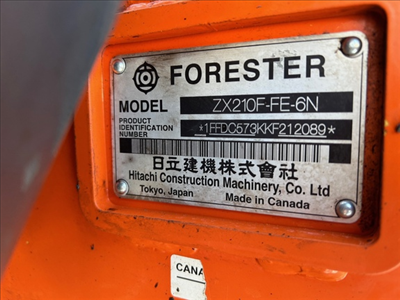 FORESTER
MODEL ZX210F-FE-6N
PRODUCT
IDENTIFICATION
NUMBER
*1FFDC573KKF212089*
日立建機株式會社
Hitachi Construction Machinery, Co. Ltd
Tokyo, Japan Made in Canada
CANA